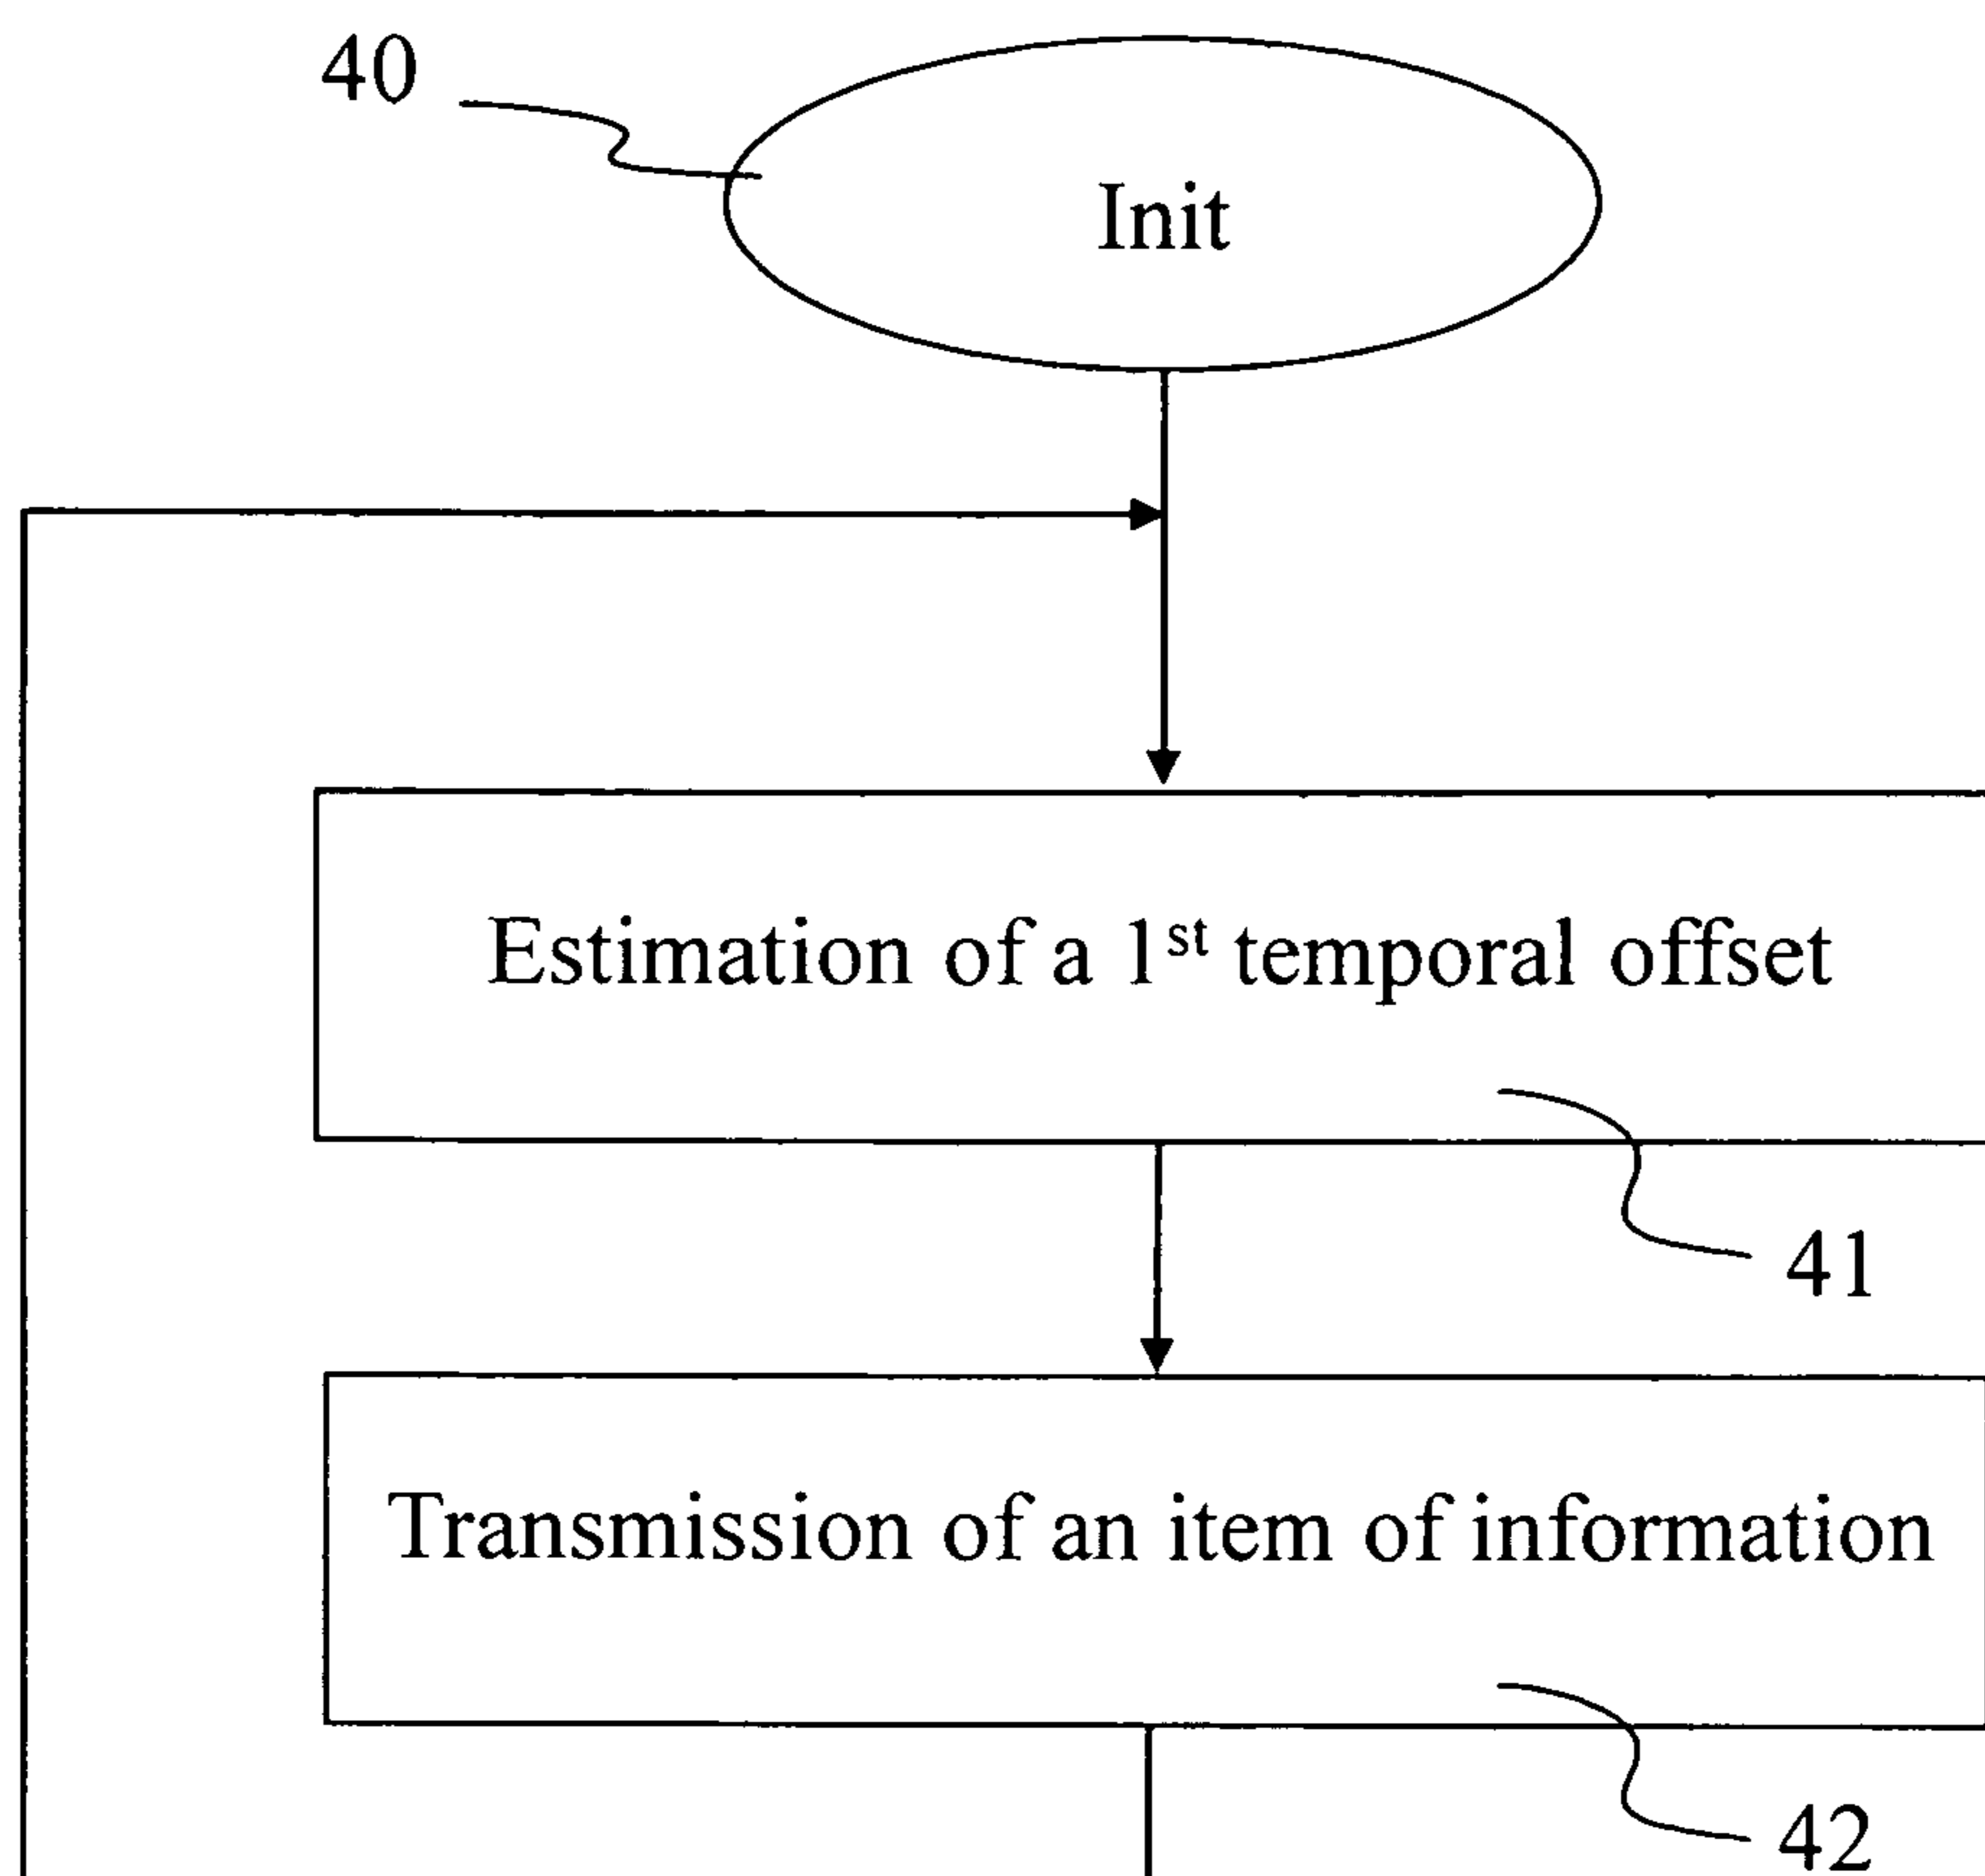 40
Init
Estimation of a 1st temporal offset
41
Transmission of an item of information
42